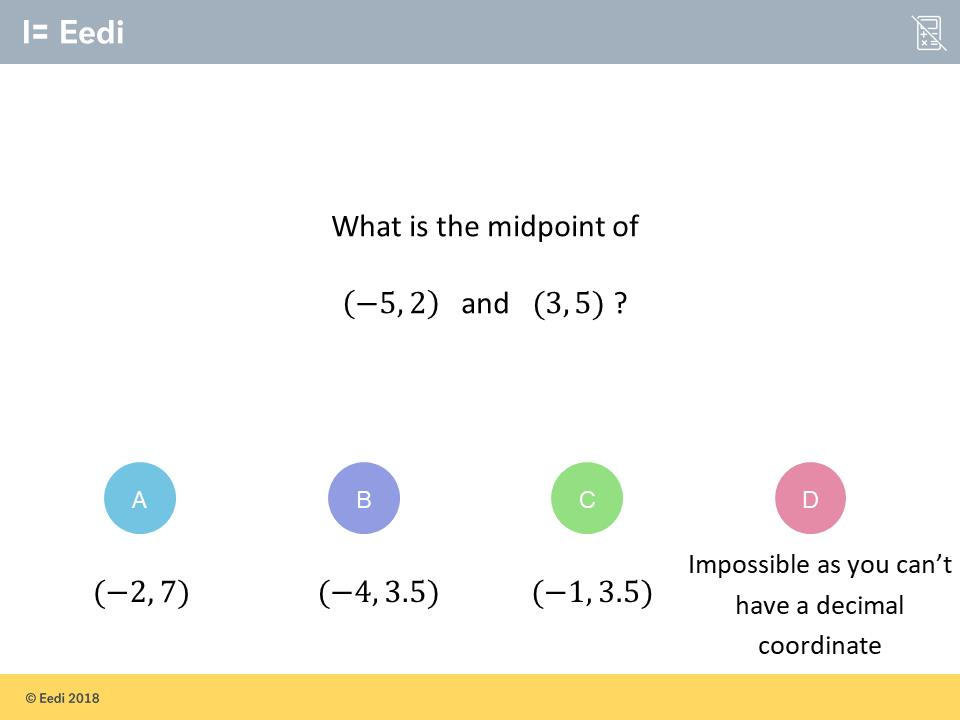 Eedi
What is the midpoint of
(−5, 2) and (3, 5) ?
A B C D
(−2, 7) (−4, 3.5) (−1, 3.5) Impossible as you can’t
have a decimal
coordinate
© Eedi 2018